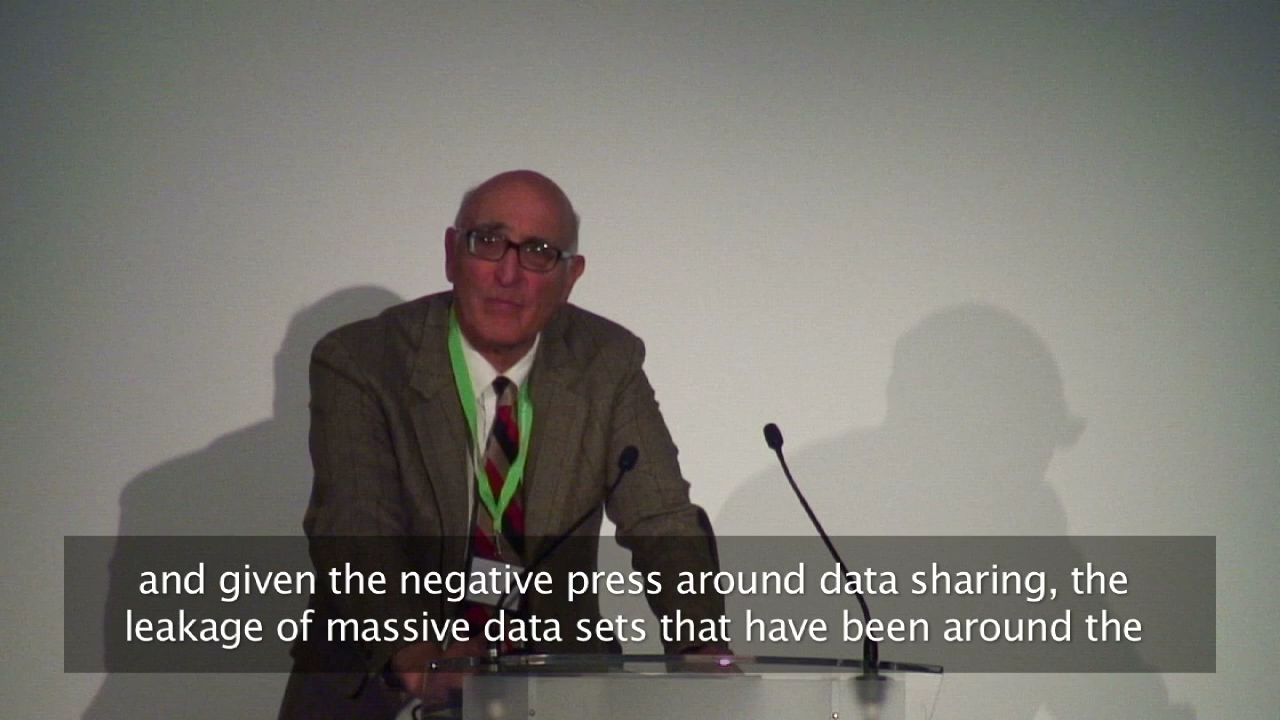 and given the negative press around data sharing, the
leakage of massive data sets that have been around the